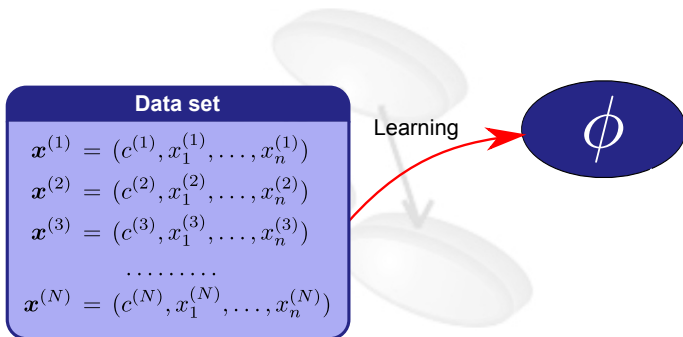 Data set
𝒙^{(1)} = (c^{(1)}, x_1^{(1)}, . . . , x_n^{(1)})
𝒙^{(2)} = (c^{(2)}, x_1^{(2)}, . . . , x_n^{(2)})
𝒙^{(3)} = (c^{(3)}, x_1^{(3)}, . . . , x_n^{(3)})
. . . . . . . . .
𝒙^{(N)} = (c^{(N)}, x_1^{(N)}, . . . , x_n^{(N)})
Learning
ϕ